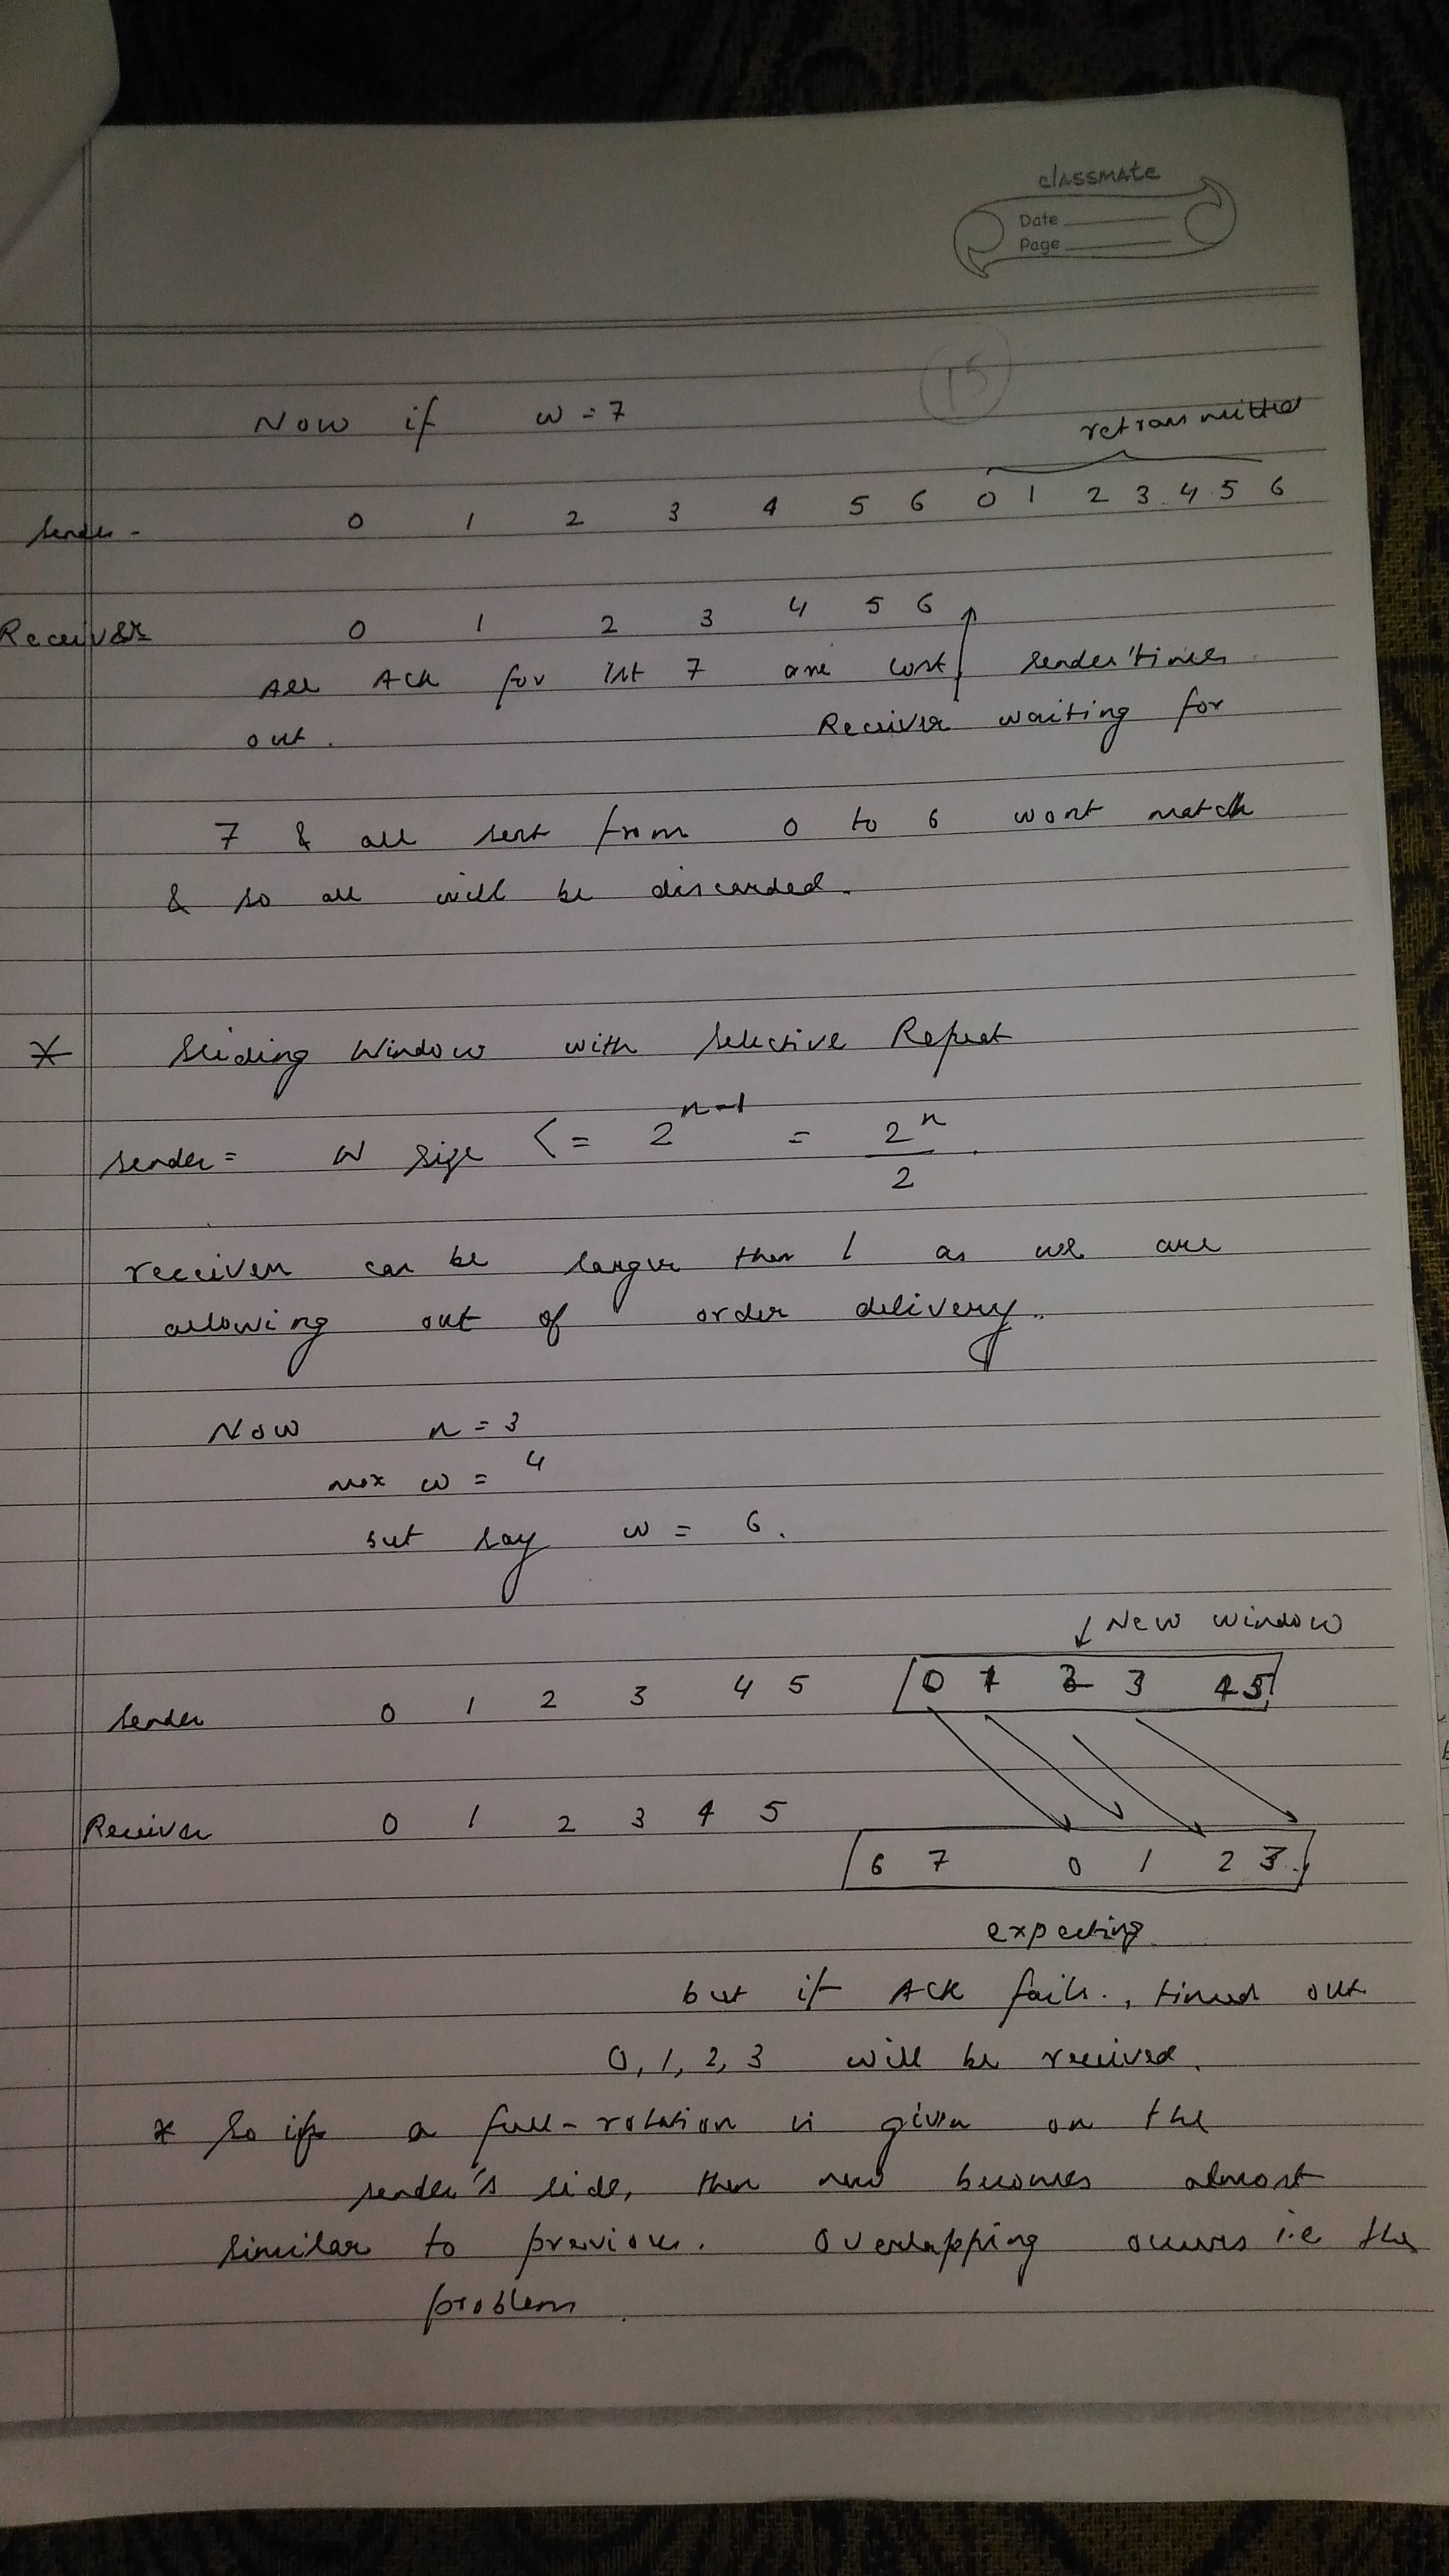 classmate
Date
Page
15
Now if w = 7
retransmitted
Sender - 0 1 2 3 4 5 6 0 1 2 3 4 5 6
Receiver 0 1 2 3 4 5 6
All ACK for 1st 7 are lost sender times
out. Receiver waiting for
7 & all sent from 0 to 6 wont match
& so all will be discarded.
* Sliding Window with Selective Repeat
Sender = W size <= 2^{n-1} = 2^n / 2.
receiver can be larger than 1 as we are
allowing out of order delivery.
Now n = 3
max w = 4
but say w = 6.
↓ New window
Sender 0 1 2 3 4 5 0 1 2 3 4 5
Receiver 0 1 2 3 4 5
6 7 0 1 2 3
expecting
but if ACK fails., timed out
0, 1, 2, 3 will be received.
* So if a full-rotation is given on the
sender's side, then new becomes almost
similar to previous. Overlapping occurs i.e the
problem.